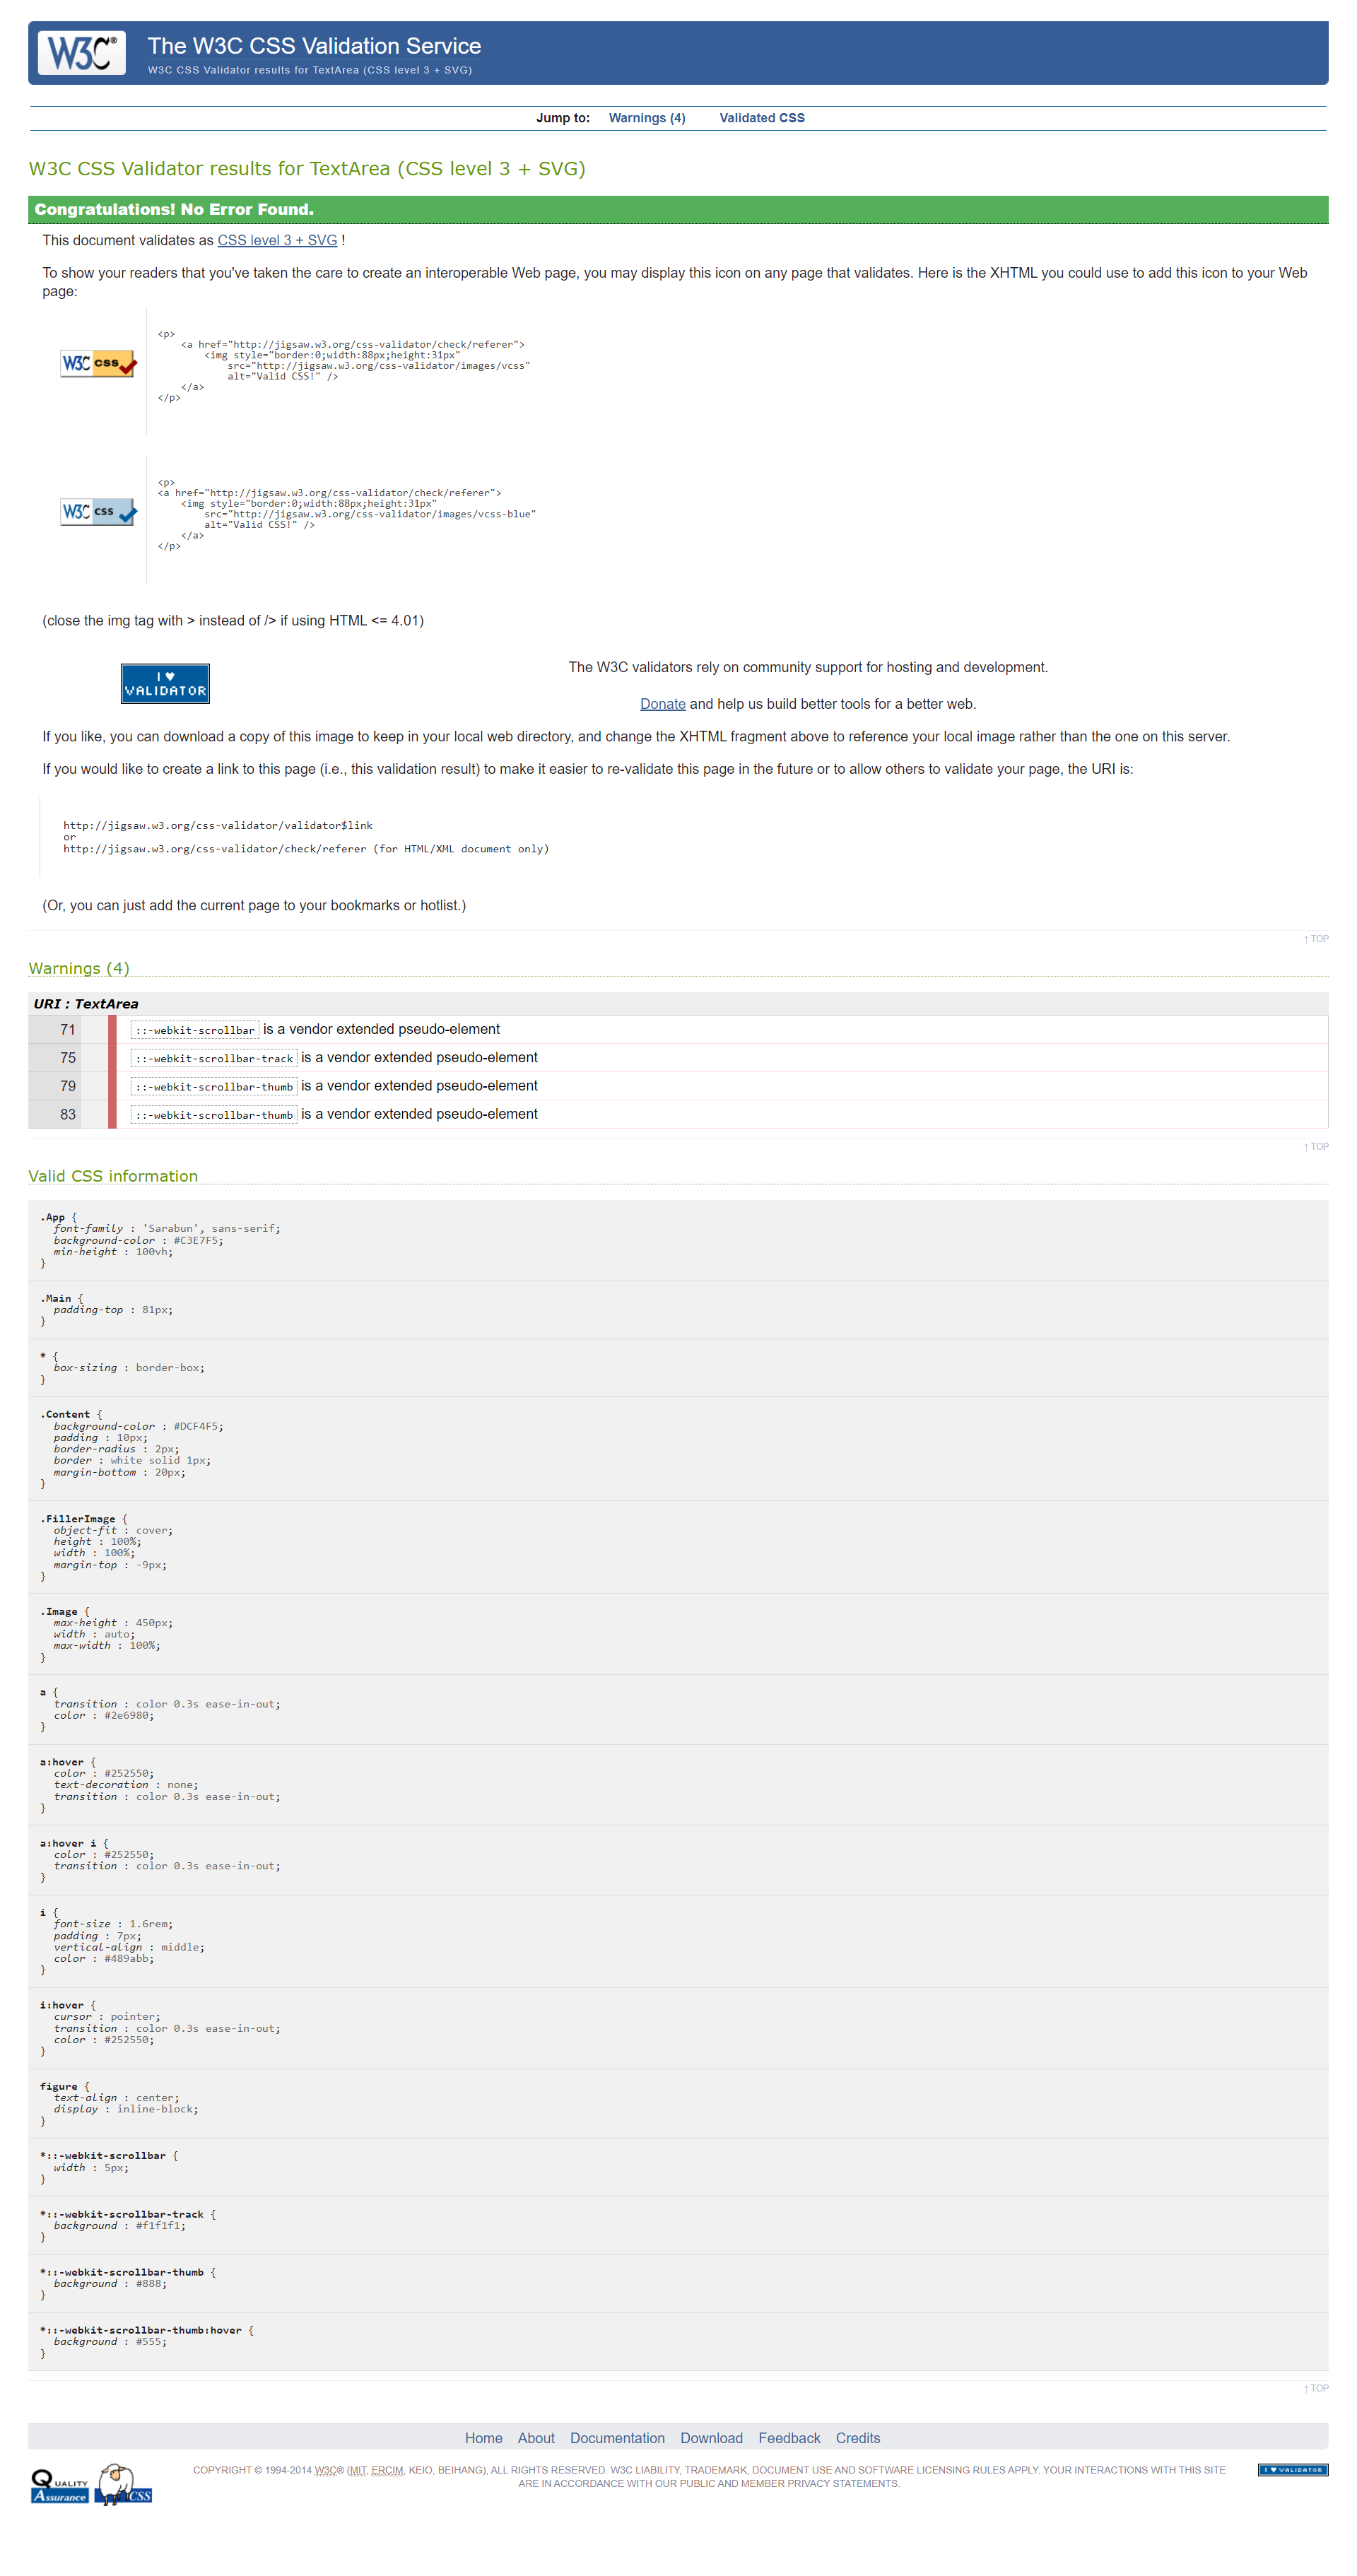 W3C®
The W3C CSS Validation Service
W3C CSS Validator results for TextArea (CSS level 3 + SVG)
Jump to: Warnings (4) Validated CSS
W3C CSS Validator results for TextArea (CSS level 3 + SVG)
Congratulations! No Error Found.
This document validates as CSS level 3 + SVG !
To show your readers that you've taken the care to create an interoperable Web page, you may display this icon on any page that validates. Here is the XHTML you could use to add this icon to your Web
page:
W3C css
<p>
<a href="http://jigsaw.w3.org/css-validator/check/referer">
<img style="border:0;width:88px;height:31px"
src="http://jigsaw.w3.org/css-validator/images/vcss"
alt="Valid CSS!" />
</a>
</p>
W3C css
<p>
<a href="http://jigsaw.w3.org/css-validator/check/referer">
<img style="border:0;width:88px;height:31px"
src="http://jigsaw.w3.org/css-validator/images/vcss-blue"
alt="Valid CSS!" />
</a>
</p>
(close the img tag with > instead of /> if using HTML <= 4.01)
I ♥
VALIDATOR
The W3C validators rely on community support for hosting and development.
Donate and help us build better tools for a better web.
If you like, you can download a copy of this image to keep in your local web directory, and change the XHTML fragment above to reference your local image rather than the one on this server.
If you would like to create a link to this page (i.e., this validation result) to make it easier to re-validate this page in the future or to allow others to validate your page, the URI is:
http://jigsaw.w3.org/css-validator/validator$link
or
http://jigsaw.w3.org/css-validator/check/referer (for HTML/XML document only)
(Or, you can just add the current page to your bookmarks or hotlist.)
↑ TOP
Warnings (4)
URI : TextArea
71 ::-webkit-scrollbar is a vendor extended pseudo-element
75 ::-webkit-scrollbar-track is a vendor extended pseudo-element
79 ::-webkit-scrollbar-thumb is a vendor extended pseudo-element
83 ::-webkit-scrollbar-thumb is a vendor extended pseudo-element
↑ TOP
Valid CSS information
.App {
font-family : 'Sarabun', sans-serif;
background-color : #C3E7F5;
min-height : 100vh;
}
.Main {
padding-top : 81px;
}
* {
box-sizing : border-box;
}
.Content {
background-color : #DCF4F5;
padding : 10px;
border-radius : 2px;
border : white solid 1px;
margin-bottom : 20px;
}
.FillerImage {
object-fit : cover;
height : 100%;
width : 100%;
margin-top : -9px;
}
.Image {
max-height : 450px;
width : auto;
max-width : 100%;
}
a {
transition : color 0.3s ease-in-out;
color : #2e6980;
}
a:hover {
color : #252550;
text-decoration : none;
transition : color 0.3s ease-in-out;
}
a:hover i {
color : #252550;
transition : color 0.3s ease-in-out;
}
i {
font-size : 1.6rem;
padding : 7px;
vertical-align : middle;
color : #489abb;
}
i:hover {
cursor : pointer;
transition : color 0.3s ease-in-out;
color : #252550;
}
figure {
text-align : center;
display : inline-block;
}
*::-webkit-scrollbar {
width : 5px;
}
*::-webkit-scrollbar-track {
background : #f1f1f1;
}
*::-webkit-scrollbar-thumb {
background : #888;
}
*::-webkit-scrollbar-thumb:hover {
background : #555;
}
↑ TOP
Home About Documentation Download Feedback Credits
QUALITY
Assurance
CSS
COPYRIGHT © 1994-2014 W3C® (MIT, ERCIM, KEIO, BEIHANG), ALL RIGHTS RESERVED. W3C LIABILITY, TRADEMARK, DOCUMENT USE AND SOFTWARE LICENSING RULES APPLY. YOUR INTERACTIONS WITH THIS SITE
ARE IN ACCORDANCE WITH OUR PUBLIC AND MEMBER PRIVACY STATEMENTS.
I ♥ VALIDATOR